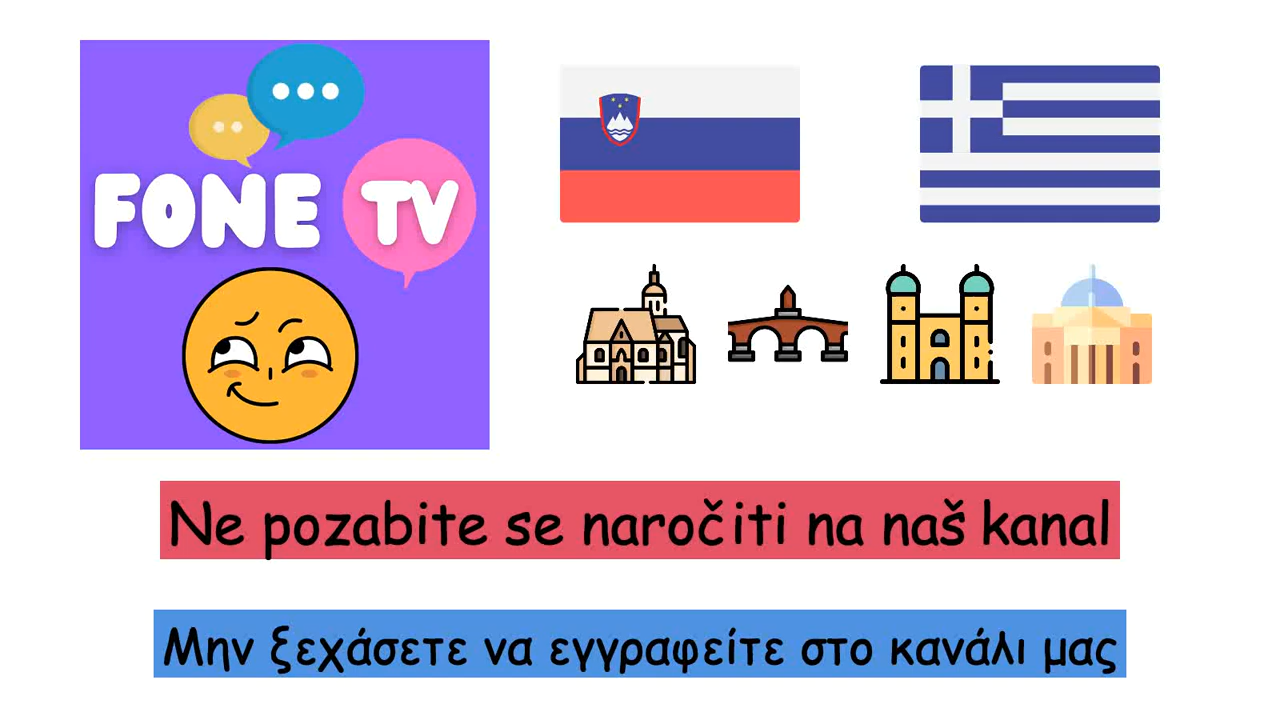 FONE TV
Ne pozabite se naročiti na naš kanal
Μην ξεχάσετε να εγγραφείτε στο κανάλι μας